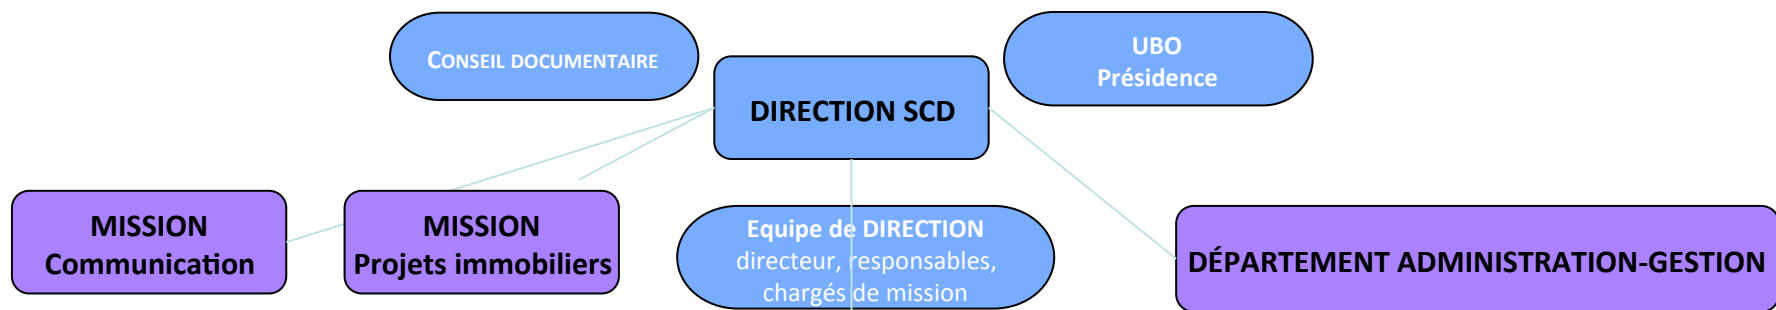 CONSEIL DOCUMENTAIRE
UBO
Présidence
DIRECTION SCD
MISSION
Communication
MISSION
Projets immobiliers
Equipe de DIRECTION
directeur, responsables,
chargés de mission
DÉPARTEMENT ADMINISTRATION-GESTION